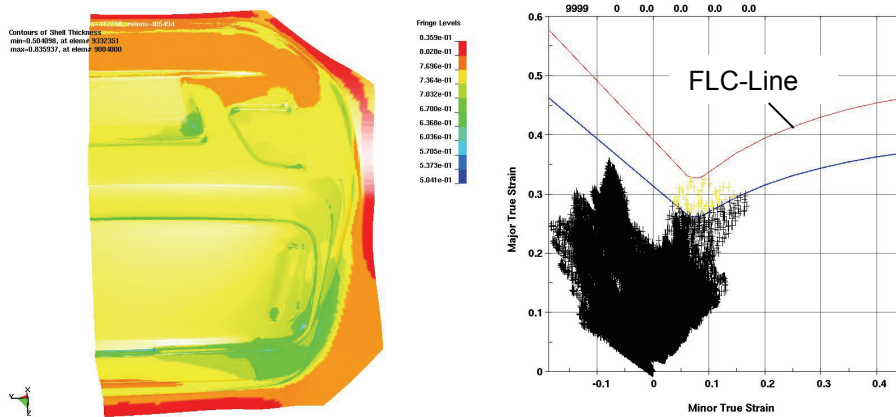 Contours of Shell Thickness
min=0.504098, at elem# 9332351
max=0.835937, at elem# 9804000
Fringe Levels
8.359e-01
8.028e-01
7.696e-01
7.364e-01
7.032e-01
6.700e-01
6.368e-01
6.036e-01
5.705e-01
5.373e-01
5.041e-01
X
Y
Z
9999 0 0.0 0.0 0.0 0.0
FLC-Line
Major True Strain
0.6
0.5
0.4
0.3
0.2
0.1
0
-0.1 0 0.1 0.2 0.3 0.4
Minor True Strain